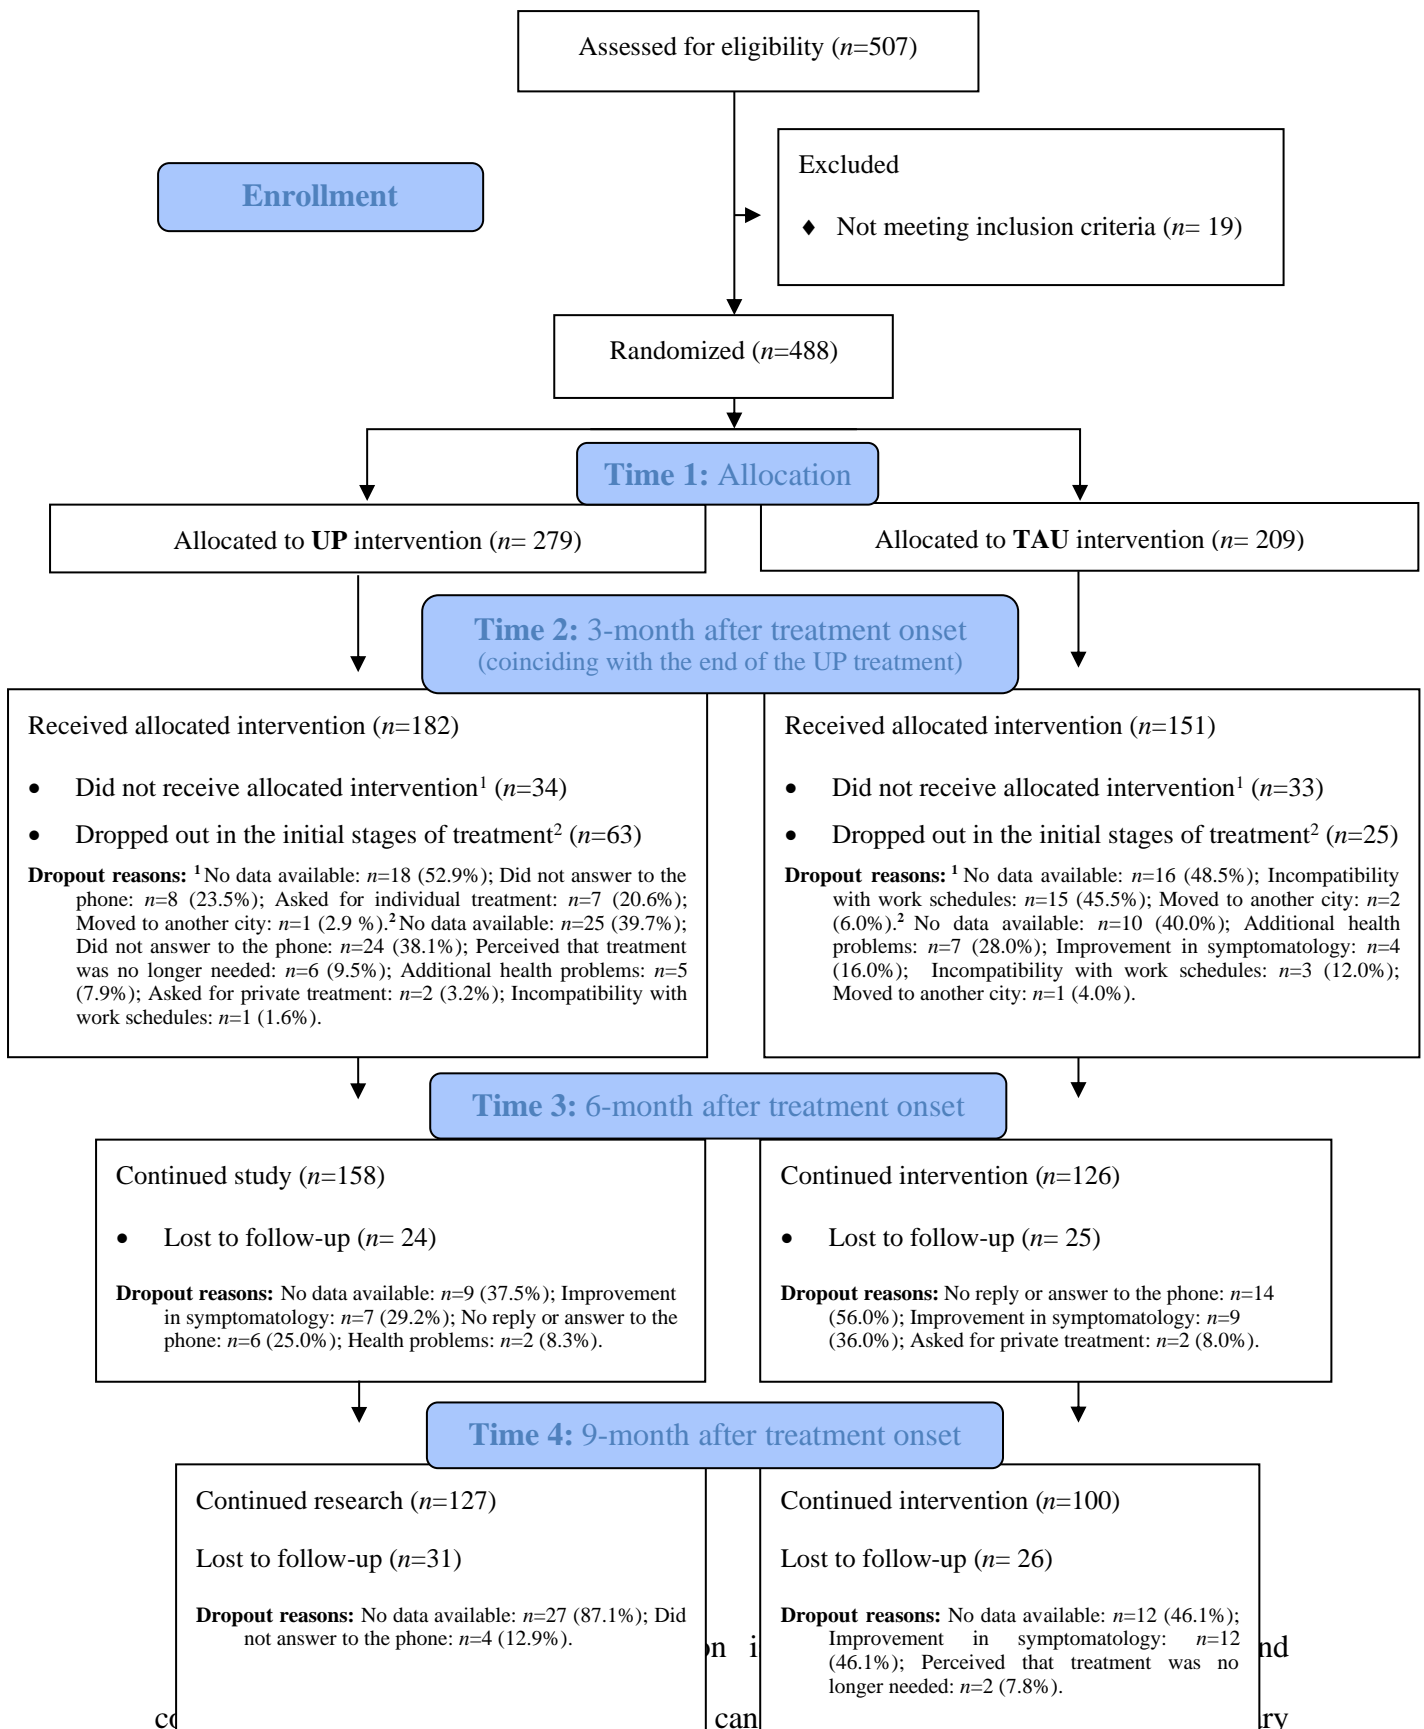 Assessed for eligibility (n=507)
Excluded
♦ Not meeting inclusion criteria (n= 19)
Enrollment
Randomized (n=488)
Time 1: Allocation
Allocated to UP intervention (n= 279)
Allocated to TAU intervention (n= 209)
Time 2: 3-month after treatment onset
(coinciding with the end of the UP treatment)
Received allocated intervention (n=182)
• Did not receive allocated intervention¹ (n=34)
• Dropped out in the initial stages of treatment² (n=63)
Dropout reasons: ¹ No data available: n=18 (52.9%); Did not answer to the
phone: n=8 (23.5%); Asked for individual treatment: n=7 (20.6%);
Moved to another city: n=1 (2.9 %).² No data available: n=25 (39.7%);
Did not answer to the phone: n=24 (38.1%); Perceived that treatment
was no longer needed: n=6 (9.5%); Additional health problems: n=5
(7.9%); Asked for private treatment: n=2 (3.2%); Incompatibility with
work schedules: n=1 (1.6%).
Received allocated intervention (n=151)
• Did not receive allocated intervention¹ (n=33)
• Dropped out in the initial stages of treatment² (n=25)
Dropout reasons: ¹ No data available: n=16 (48.5%); Incompatibility
with work schedules: n=15 (45.5%); Moved to another city: n=2
(6.0%).² No data available: n=10 (40.0%); Additional health
problems: n=7 (28.0%); Improvement in symptomatology: n=4
(16.0%); Incompatibility with work schedules: n=3 (12.0%);
Moved to another city: n=1 (4.0%).
Time 3: 6-month after treatment onset
Continued study (n=158)
• Lost to follow-up (n= 24)
Dropout reasons: No data available: n=9 (37.5%); Improvement
in symptomatology: n=7 (29.2%); No reply or answer to the
phone: n=6 (25.0%); Health problems: n=2 (8.3%).
Continued intervention (n=126)
• Lost to follow-up (n= 25)
Dropout reasons: No reply or answer to the phone: n=14
(56.0%); Improvement in symptomatology: n=9
(36.0%); Asked for private treatment: n=2 (8.0%).
Time 4: 9-month after treatment onset
Continued research (n=127)
Lost to follow-up (n=31)
Dropout reasons: No data available: n=27 (87.1%); Did
not answer to the phone: n=4 (12.9%).
Continued intervention (n=100)
Lost to follow-up (n= 26)
Dropout reasons: No data available: n=12 (46.1%);
Improvement in symptomatology: n=12
(46.1%); Perceived that treatment was no
longer needed: n=2 (7.8%).
can